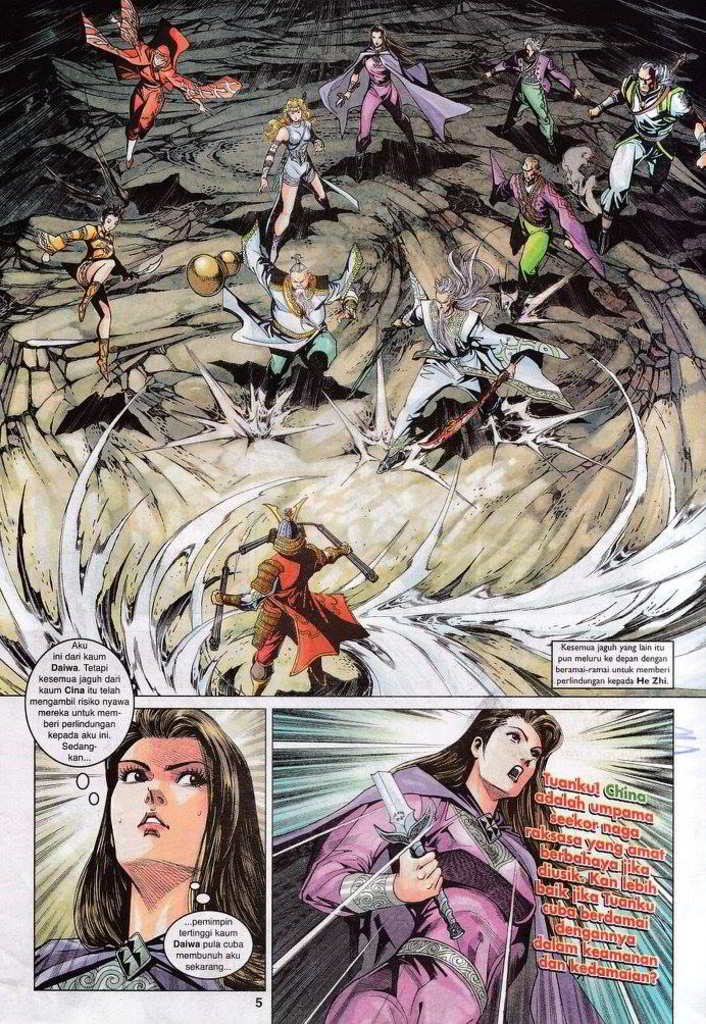 Kesemua jaguh yang lain itu
pun meluru ke depan dengan
beramai-ramai untuk memberi
perlindungan kepada He Zhi.
Aku
ini dari kaum
Daiwa. Tetapi
kesemua jaguh dari
kaum Cina itu telah
mengambil risiko nyawa
mereka untuk mem-
beri perlindungan
kepada aku ini.
Sedang-
kan...
...pemimpin
tertinggi kaum
Daiwa pula cuba
membunuh aku
sekarang...
Tuanku! China
adalah umpama
seekor naga
raksasa yang amat
berbahaya jika
diusik. Kan lebih
baik jika Tuanku
cuba berdamai
dengannya
dalam keamanan
dan kedamaian?
5